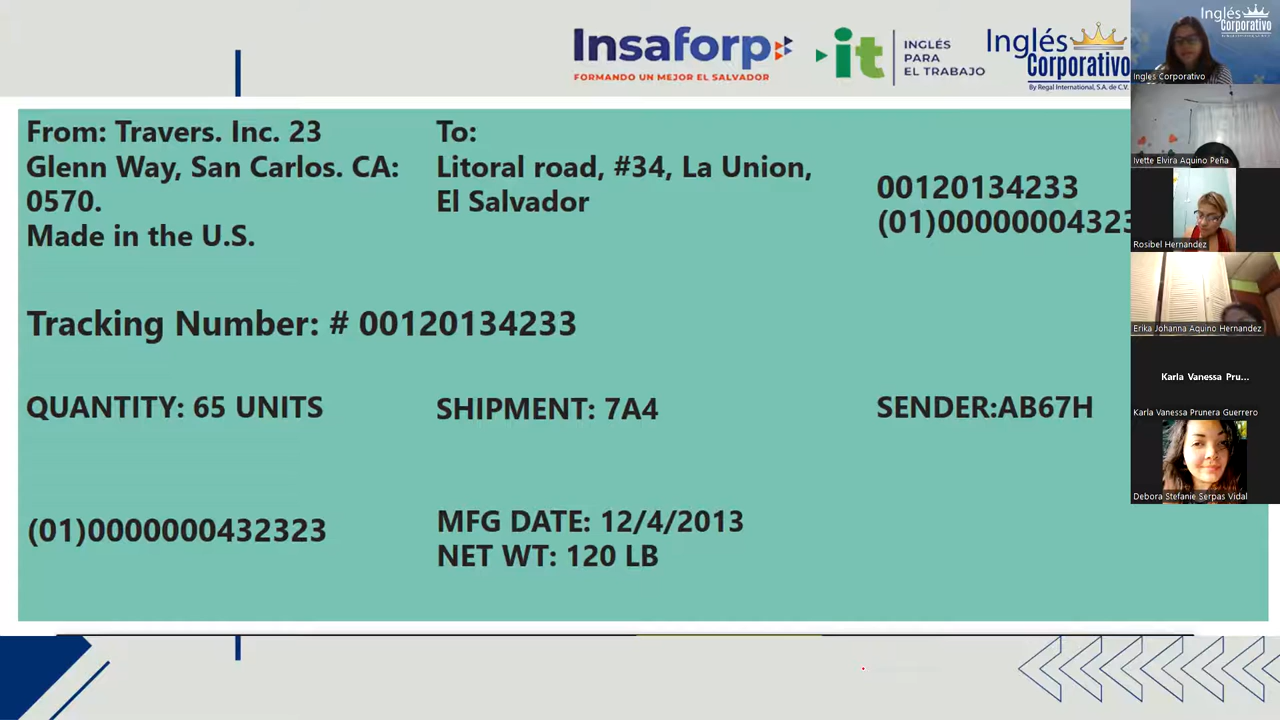 Insaforp
FORMANDO UN MEJOR EL SALVADOR
it
INGLÉS
PARA
EL TRABAJO
Inglés
Corporativo
By Regal International, S.A. de C.V.
From: Travers. Inc. 23
Glenn Way, San Carlos. CA:
0570.
Made in the U.S.
To:
Litoral road, #34, La Union,
El Salvador
00120134233
(01)00000004323
Tracking Number: # 00120134233
QUANTITY: 65 UNITS
SHIPMENT: 7A4
SENDER:AB67H
(01)0000000432323
MFG DATE: 12/4/2013
NET WT: 120 LB
Inglés
Corporativo
Ingles Corporativo
Ivette Elvira Aquino Peña
Rosibel Hernandez
Erika Johanna Aquino Hernandez
Karla Vanessa Pru...
Karla Vanessa Prunera Guerrero
Debora Stefanie Serpas Vidal